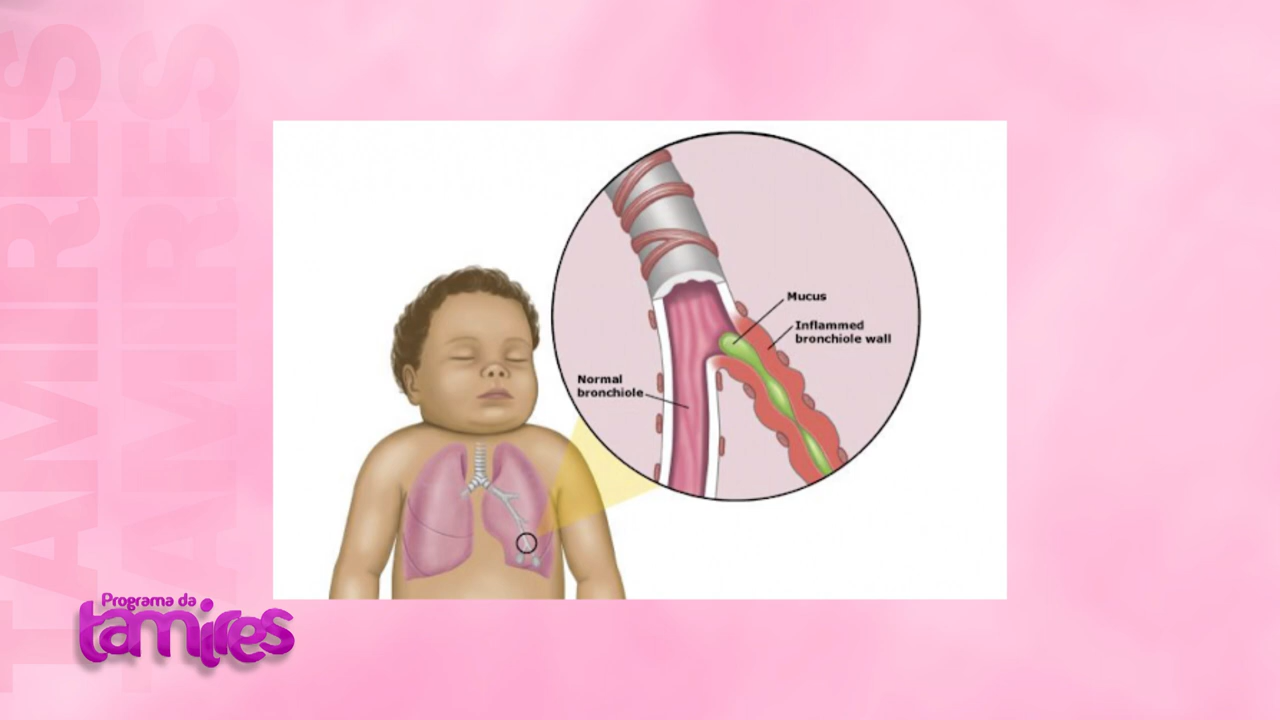 TAMIRES
TAMIRES
Mucus
Inflammed
bronchiole wall
Normal
bronchiole
Programa da
tamires